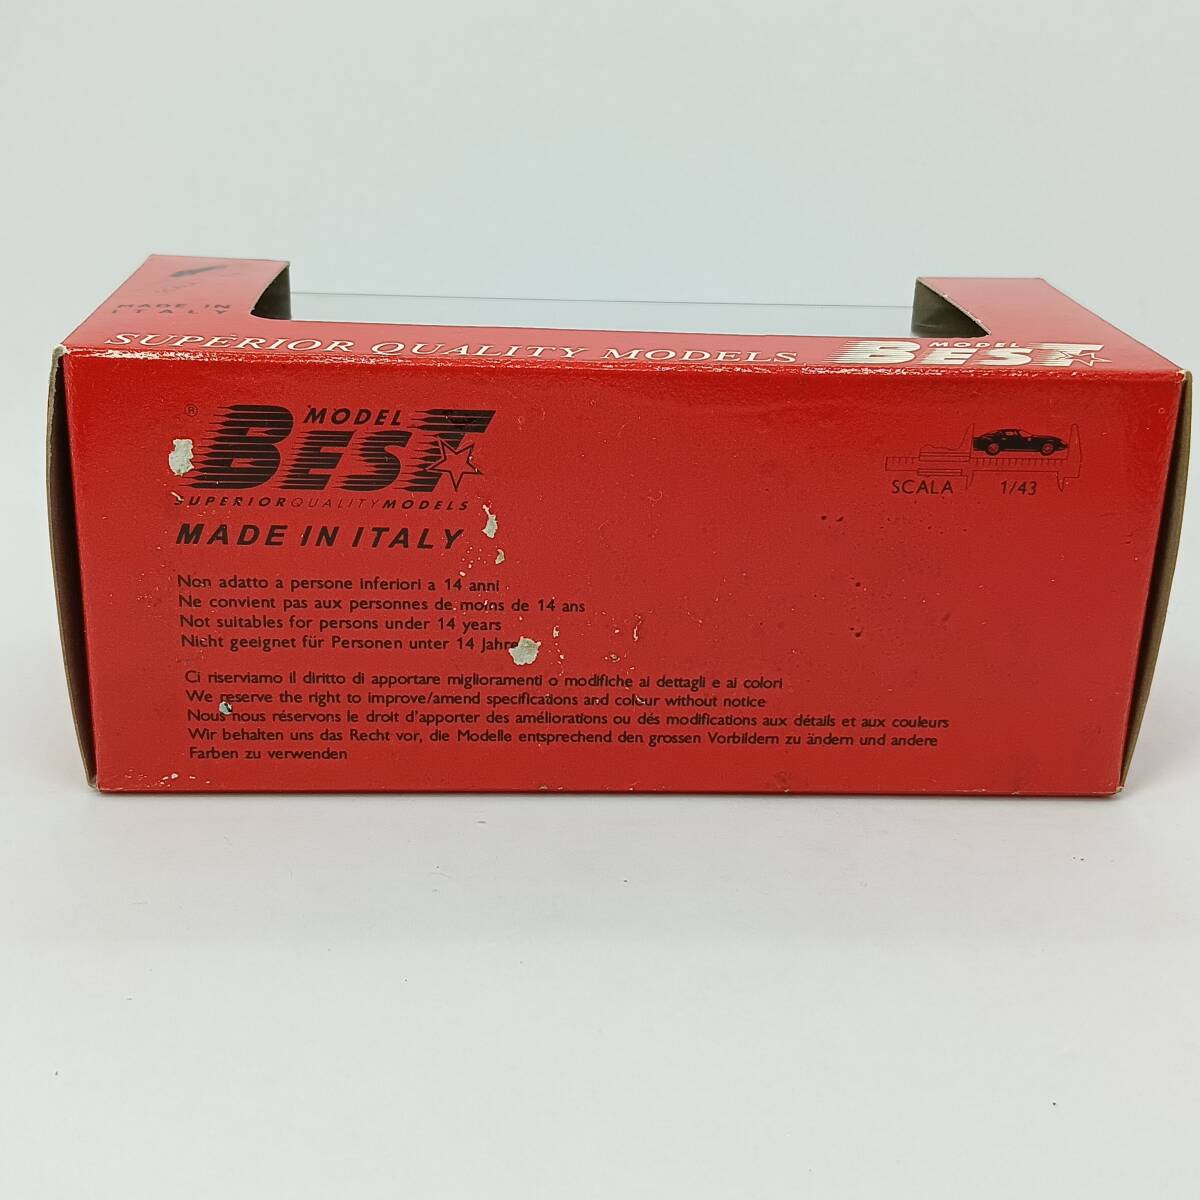 MADE IN
ITALY
SUPERIOR QUALITY MODELS
MODEL
BEST
®
MODEL
BEST
SUPERIORQUALITYMODELS
MADE IN ITALY
SCALA 1/43
Non adatto a persone inferiori a 14 anni
Ne convient pas aux personnes de moins de 14 ans
Not suitables for persons under 14 years
Nicht geeignet für Personen unter 14 Jahre
Ci riserviamo il diritto di apportare miglioramenti o modifiche ai dettagli e ai colori
We reserve the right to improve/amend specifications and colour without notice
Nous nous réservons le droit d'apporter des améliorations ou dés modifications aux détails et aux couleurs
Wir behalten uns das Recht vor, die Modelle entsprechend den grossen Vorbildern zu ändern und andere
Farben zu verwenden